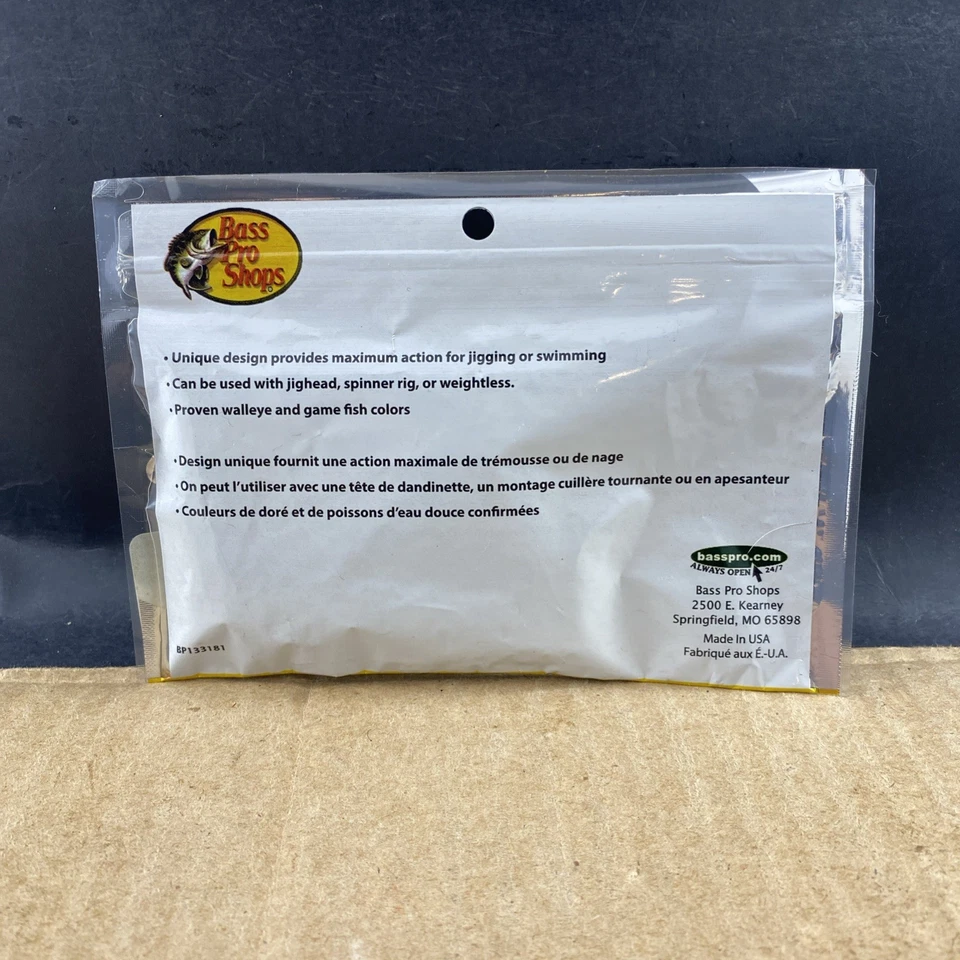 Bass
Pro
Shops
• Unique design provides maximum action for jigging or swimming
• Can be used with jighead, spinner rig, or weightless.
• Proven walleye and game fish colors
• Design unique fournit une action maximale de trémousse ou de nage
• On peut l'utiliser avec une tête de dandinette, un montage cuillère tournante ou en apesanteur
• Couleurs de doré et de poissons d'eau douce confirmées
basspro.com
ALWAYS OPEN 24/7
Bass Pro Shops
2500 E. Kearney
Springfield, MO 65898
Made In USA
Fabriqué aux É.-U.A.
BP133181